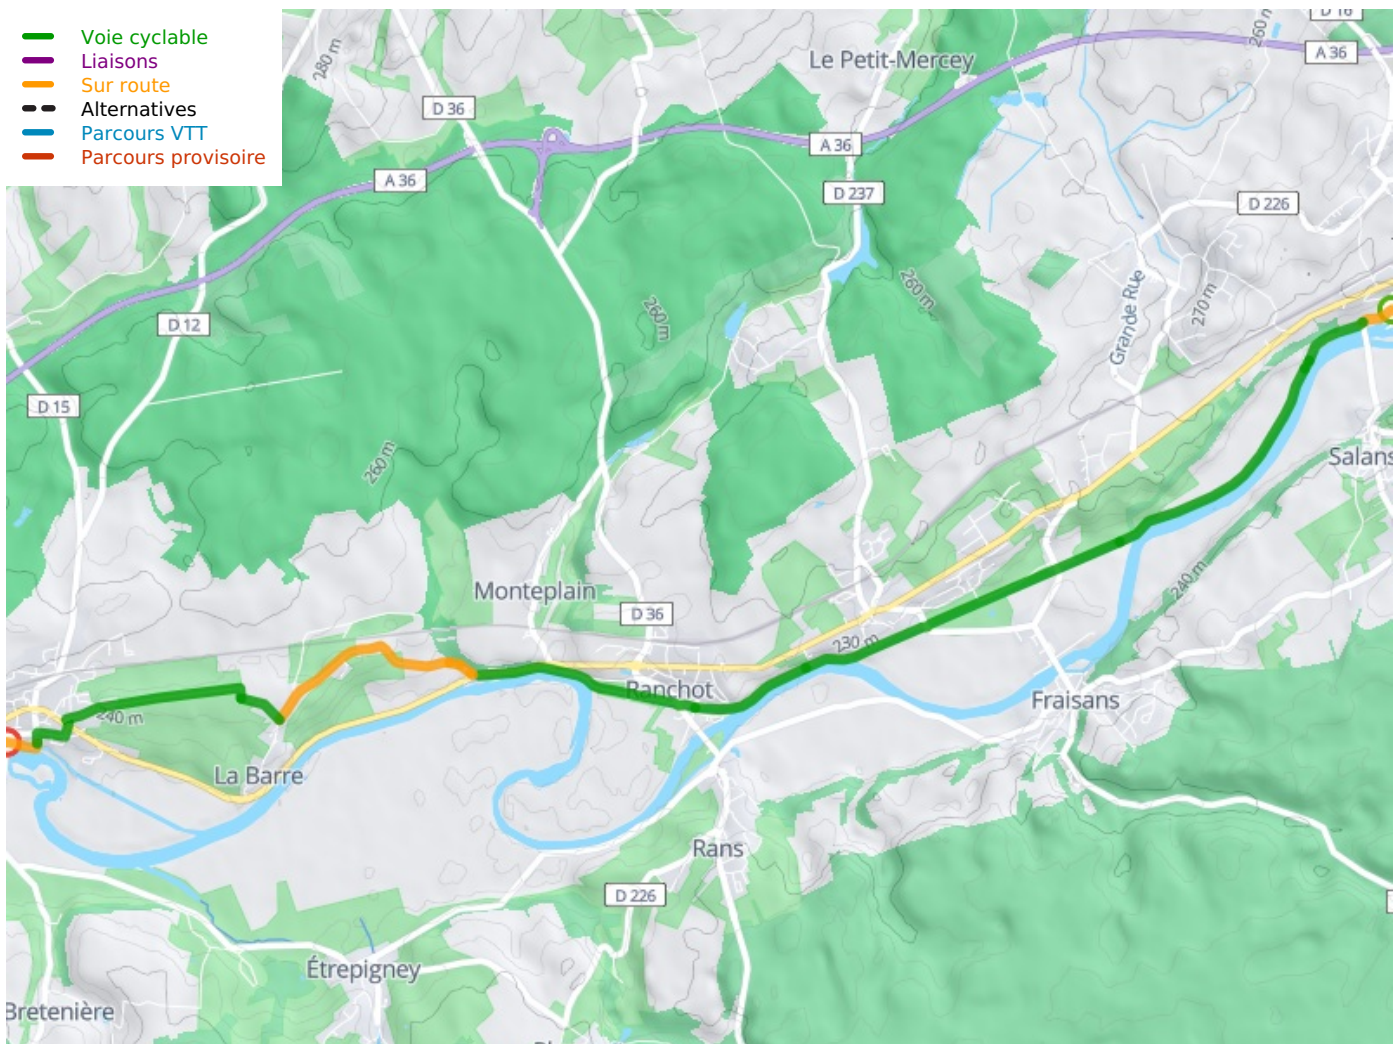 Voie cyclable
Liaisons
Sur route
Alternatives
Parcours VTT
Parcours provisoire
280 m
D 36
Le Petit-Mercey
260 m
D 16
A 36
A 36
A 36
D 237
D 226
260 m
260 m
Grande Rue
270 m
D 12
D 15
260 m
Salans
Monteplain
D 36
240 m
230 m
Ranchot
Fraisans
240 m
La Barre
Rans
D 226
Étrepigney
Bretenière